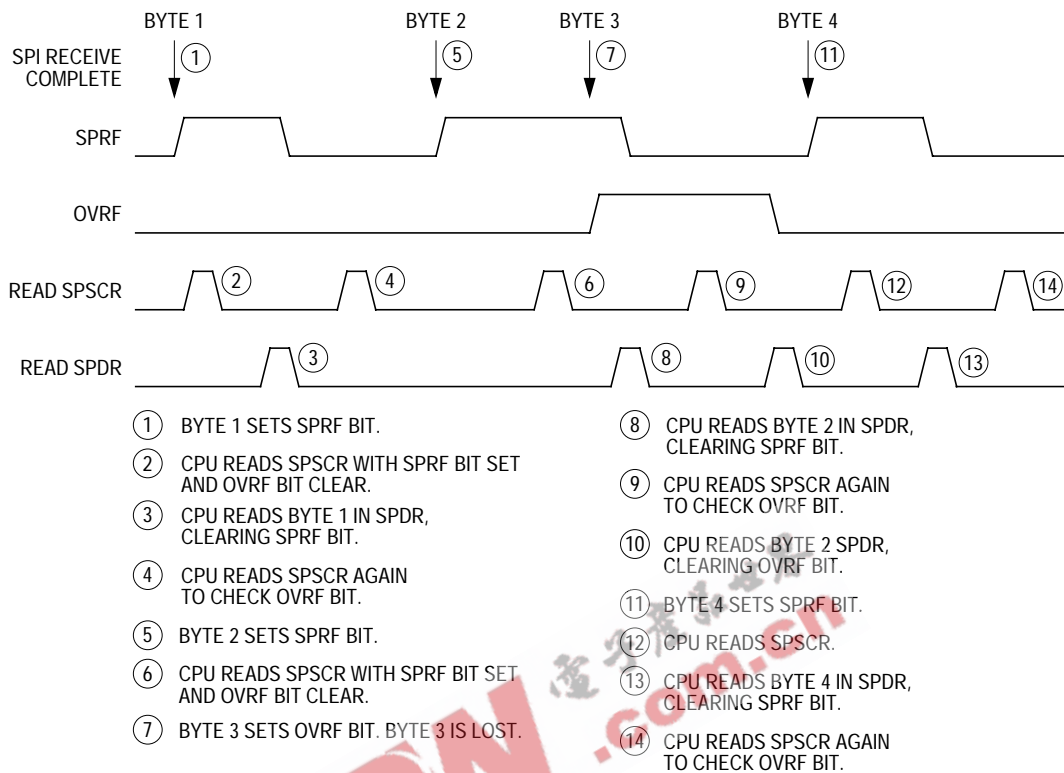 BYTE 1 BYTE 2 BYTE 3 BYTE 4
SPI RECEIVE
COMPLETE
1 5 7 11
SPRF
OVRF
READ SPSCR
2 4 6 9 12 14
READ SPDR
3 8 10 13
1 BYTE 1 SETS SPRF BIT.
2 CPU READS SPSCR WITH SPRF BIT SET
AND OVRF BIT CLEAR.
3 CPU READS BYTE 1 IN SPDR,
CLEARING SPRF BIT.
4 CPU READS SPSCR AGAIN
TO CHECK OVRF BIT.
5 BYTE 2 SETS SPRF BIT.
6 CPU READS SPSCR WITH SPRF BIT SET
AND OVRF BIT CLEAR.
7 BYTE 3 SETS OVRF BIT. BYTE 3 IS LOST.
8 CPU READS BYTE 2 IN SPDR,
CLEARING SPRF BIT.
9 CPU READS SPSCR AGAIN
TO CHECK OVRF BIT.
10 CPU READS BYTE 2 SPDR,
CLEARING OVRF BIT.
11 BYTE 4 SETS SPRF BIT.
12 CPU READS SPSCR.
13 CPU READS BYTE 4 IN SPDR,
CLEARING SPRF BIT.
14 CPU READS SPSCR AGAIN
TO CHECK OVRF BIT.
電子產品世界
.com.cn